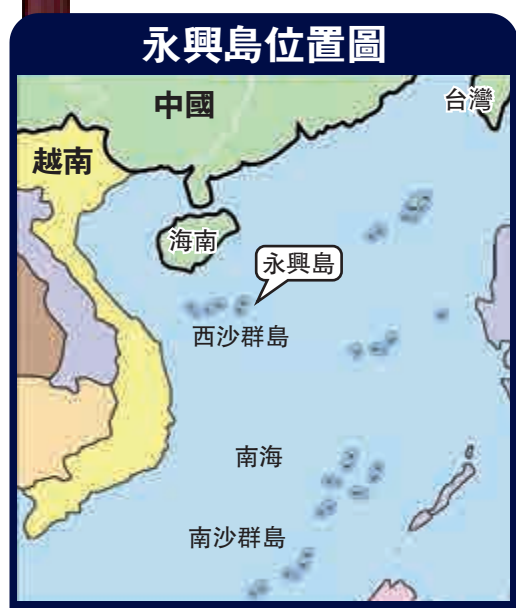 永興島位置圖
中國
台灣
越南
海南
永興島
西沙群島
南海
南沙群島